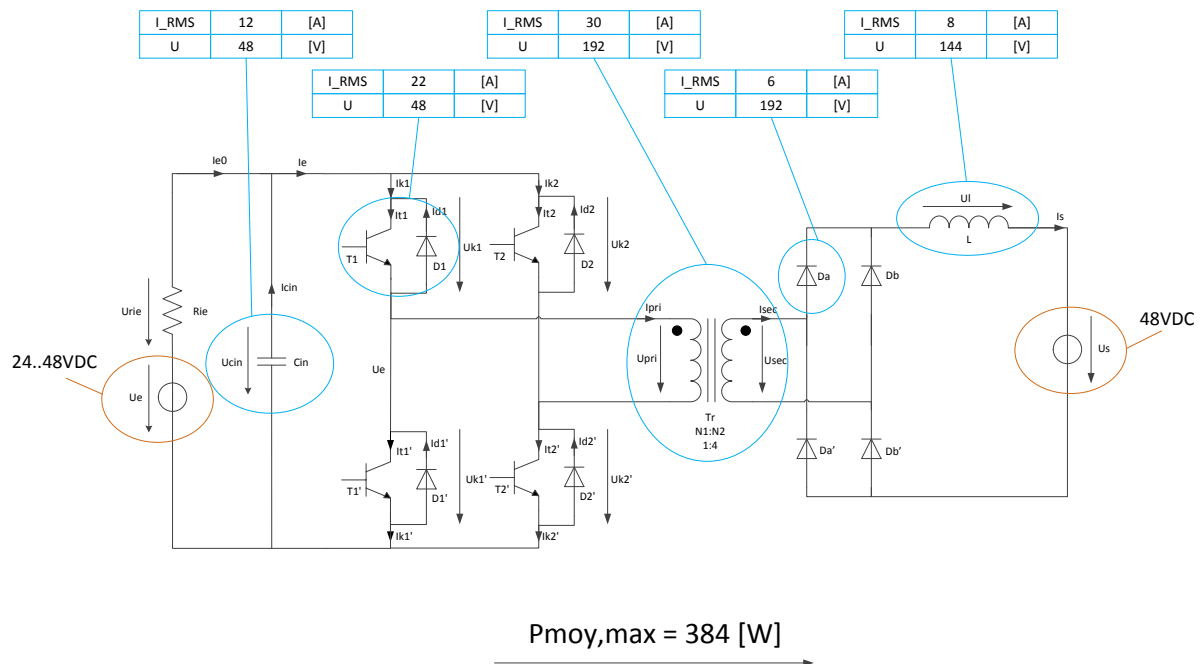 I_RMS 12 [A]
U 48 [V]
I_RMS 30 [A]
U 192 [V]
I_RMS 8 [A]
U 144 [V]
I_RMS 22 [A]
U 48 [V]
I_RMS 6 [A]
U 192 [V]
Ie0
Ie
Ik1
Ik2
It1
Id1
It2
Id2
Uk1
Uk2
T1
D1
T2
D2
Ul
L
Is
Da
Db
Icin
Urie
Rie
Ipri
Isec
24..48VDC
Ue
Ucin
Cin
Ue
Upri
Usec
48VDC
Us
Tr
N1:N2
1:4
It1'
Id1'
It2'
Id2'
Uk1'
Uk2'
T1'
D1'
T2'
D2'
Da'
Db'
Ik1'
Ik2'
Pmoy,max = 384 [W]